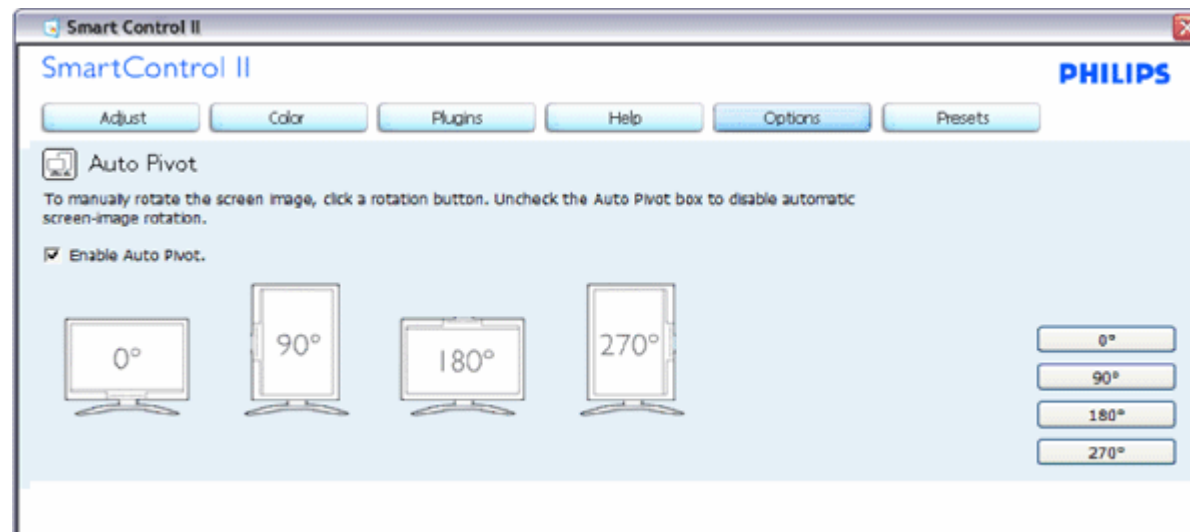 Smart Control II
SmartControl II
PHILIPS
Adjust Color Plugins Help Options Presets
Auto Pivot
To manually rotate the screen image, click a rotation button. Uncheck the Auto Pivot box to disable automatic
screen-image rotation.
Enable Auto Pivot.
0° 90° 180° 270°
0°
90°
180°
270°